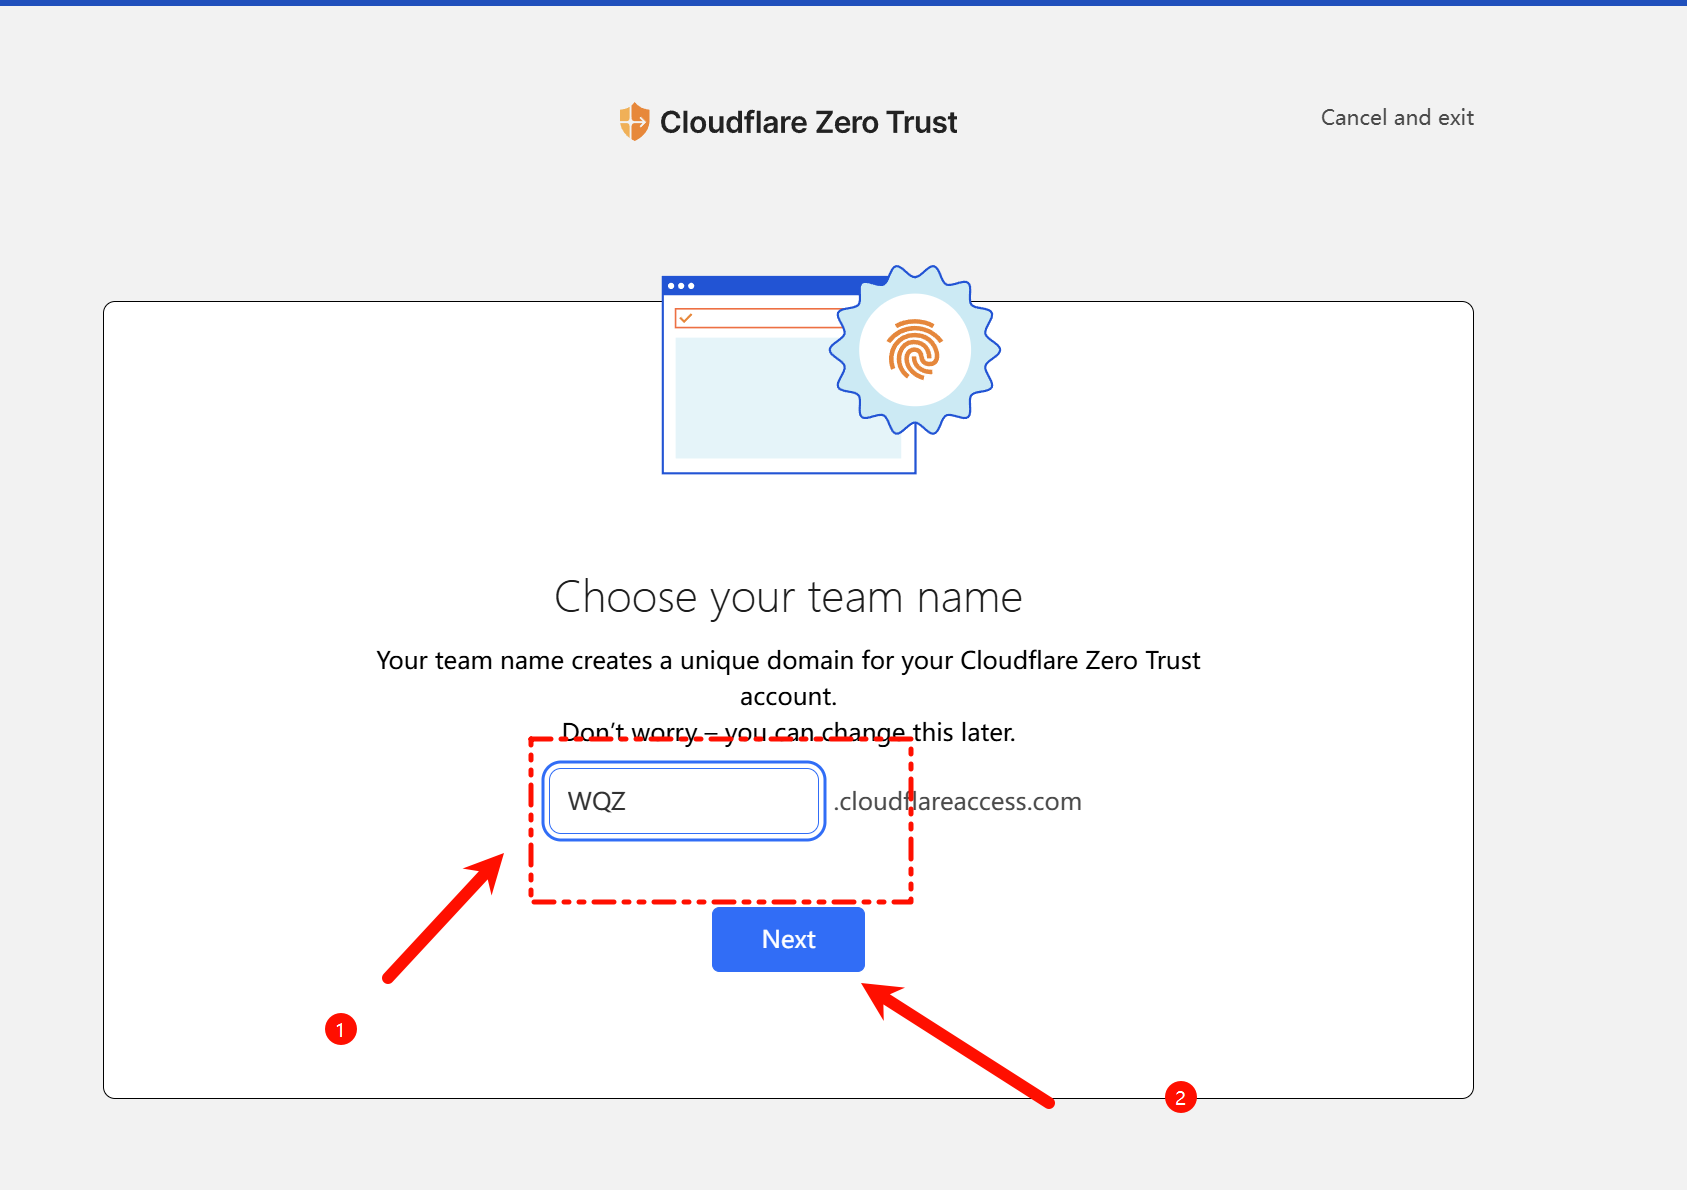 Cloudflare Zero Trust
Cancel and exit
Choose your team name
Your team name creates a unique domain for your Cloudflare Zero Trust
account.
Don't worry – you can change this later.
WQZ .cloudflareaccess.com
Next
1
2